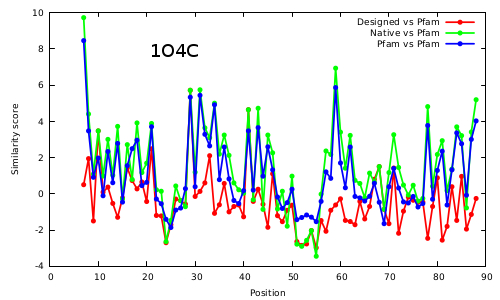 10
8
6
4
2
0
-2
-4
0 10 20 30 40 50 60 70 80 90
Similarity score
Position
1O4C
Designed vs Pfam
Native vs Pfam
Pfam vs Pfam